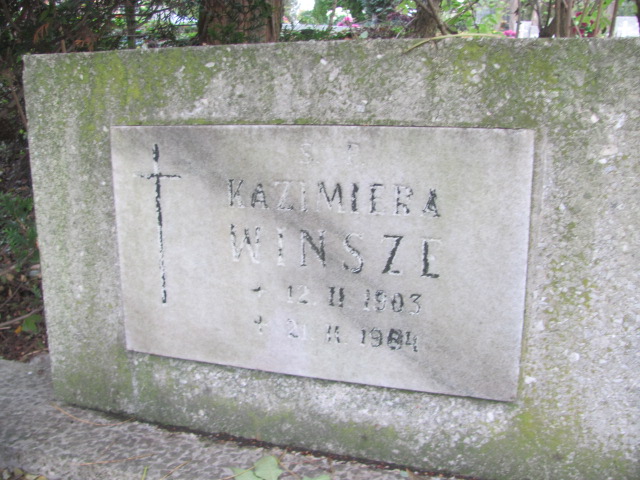 Ś P
KAZIMIERA
WINSZE
* 12 II 1903
† 21 II 1984